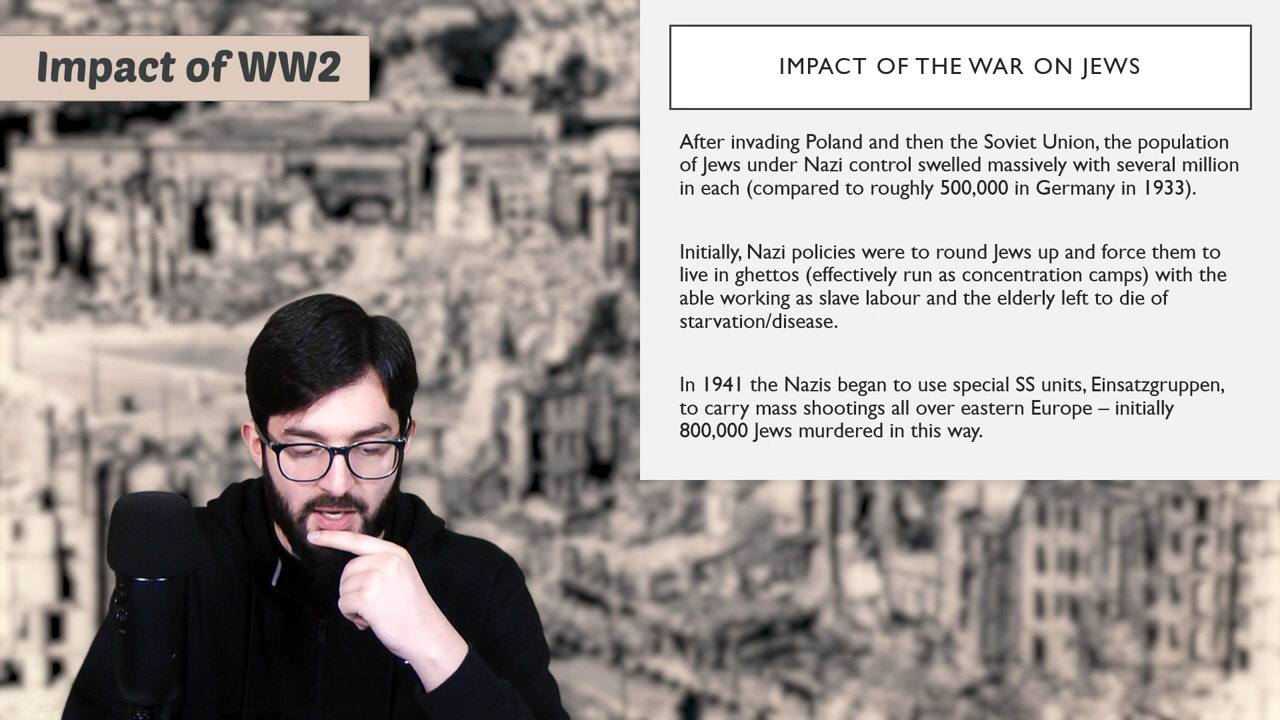 Impact of WW2
IMPACT OF THE WAR ON JEWS
After invading Poland and then the Soviet Union, the population
of Jews under Nazi control swelled massively with several million
in each (compared to roughly 500,000 in Germany in 1933).
Initially, Nazi policies were to round Jews up and force them to
live in ghettos (effectively run as concentration camps) with the
able working as slave labour and the elderly left to die of
starvation/disease.
In 1941 the Nazis began to use special SS units, Einsatzgruppen,
to carry mass shootings all over eastern Europe – initially
800,000 Jews murdered in this way.